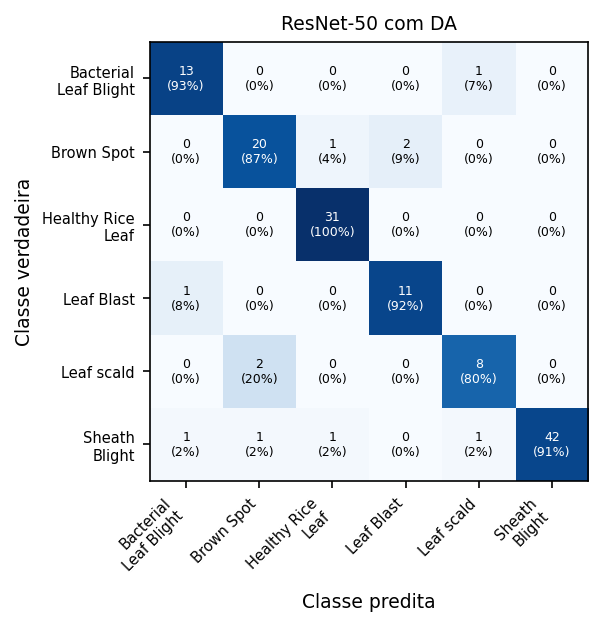 ResNet-50 com DA
Classe verdadeira
Bacterial
Leaf Blight
13 0 0 0 1 0
(93%) (0%) (0%) (0%) (7%) (0%)
Brown Spot
0 20 1 2 0 0
(0%) (87%) (4%) (9%) (0%) (0%)
Healthy Rice
Leaf
0 0 31 0 0 0
(0%) (0%) (100%) (0%) (0%) (0%)
Leaf Blast
1 0 0 11 0 0
(8%) (0%) (0%) (92%) (0%) (0%)
Leaf scald
0 2 0 0 8 0
(0%) (20%) (0%) (0%) (80%) (0%)
Sheath
Blight
1 1 1 0 1 42
(2%) (2%) (2%) (0%) (2%) (91%)
Bacterial
Leaf Blight
Brown Spot
Healthy Rice
Leaf
Leaf Blast
Leaf scald
Sheath
Blight
Classe predita